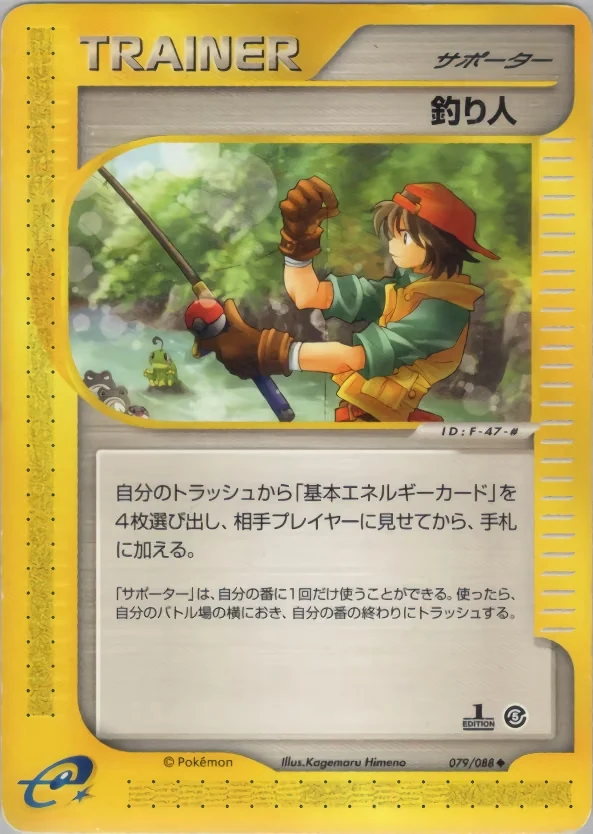 TRAINER
サポーター
釣り人
ID:F-47-#
自分のトラッシュから「基本エネルギーカード」を
4枚選び出し、相手プレイヤーに見せてから、手札
に加える。
「サポーター」は、自分の番に1回だけ使うことができる。使ったら、
自分のバトル場の横におき、自分の番の終わりにトラッシュする。
1
EDITION
5
e
©Pokémon Illus.Kagemaru Himeno 079/088◆